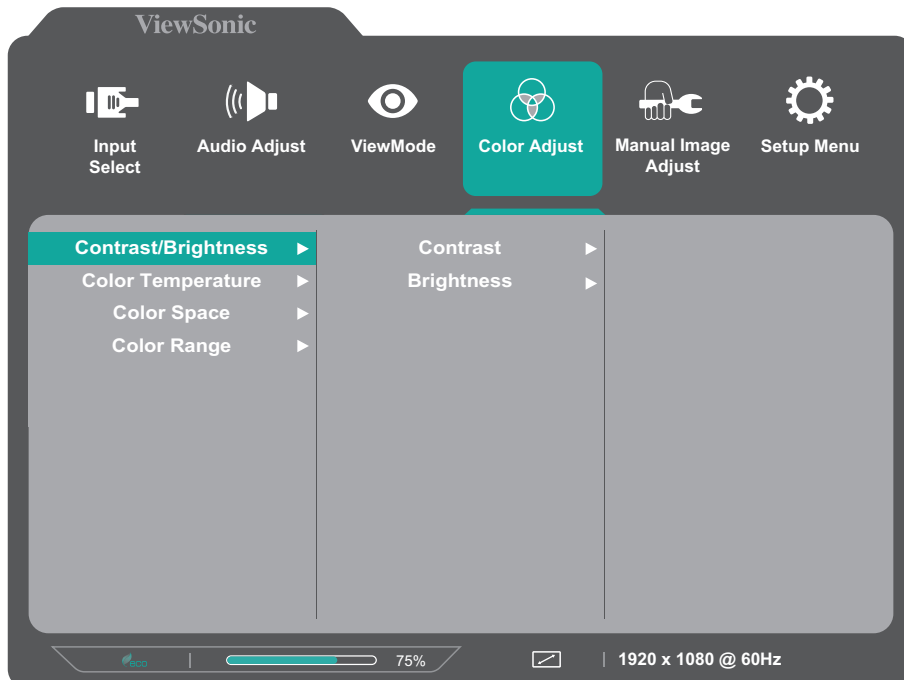 ViewSonic
Input
Select
Audio Adjust
ViewMode
Color Adjust
Manual Image
Adjust
Setup Menu
Contrast/Brightness
Color Temperature
Color Space
Color Range
Contrast
Brightness
eco
75%
1920 x 1080 @ 60Hz